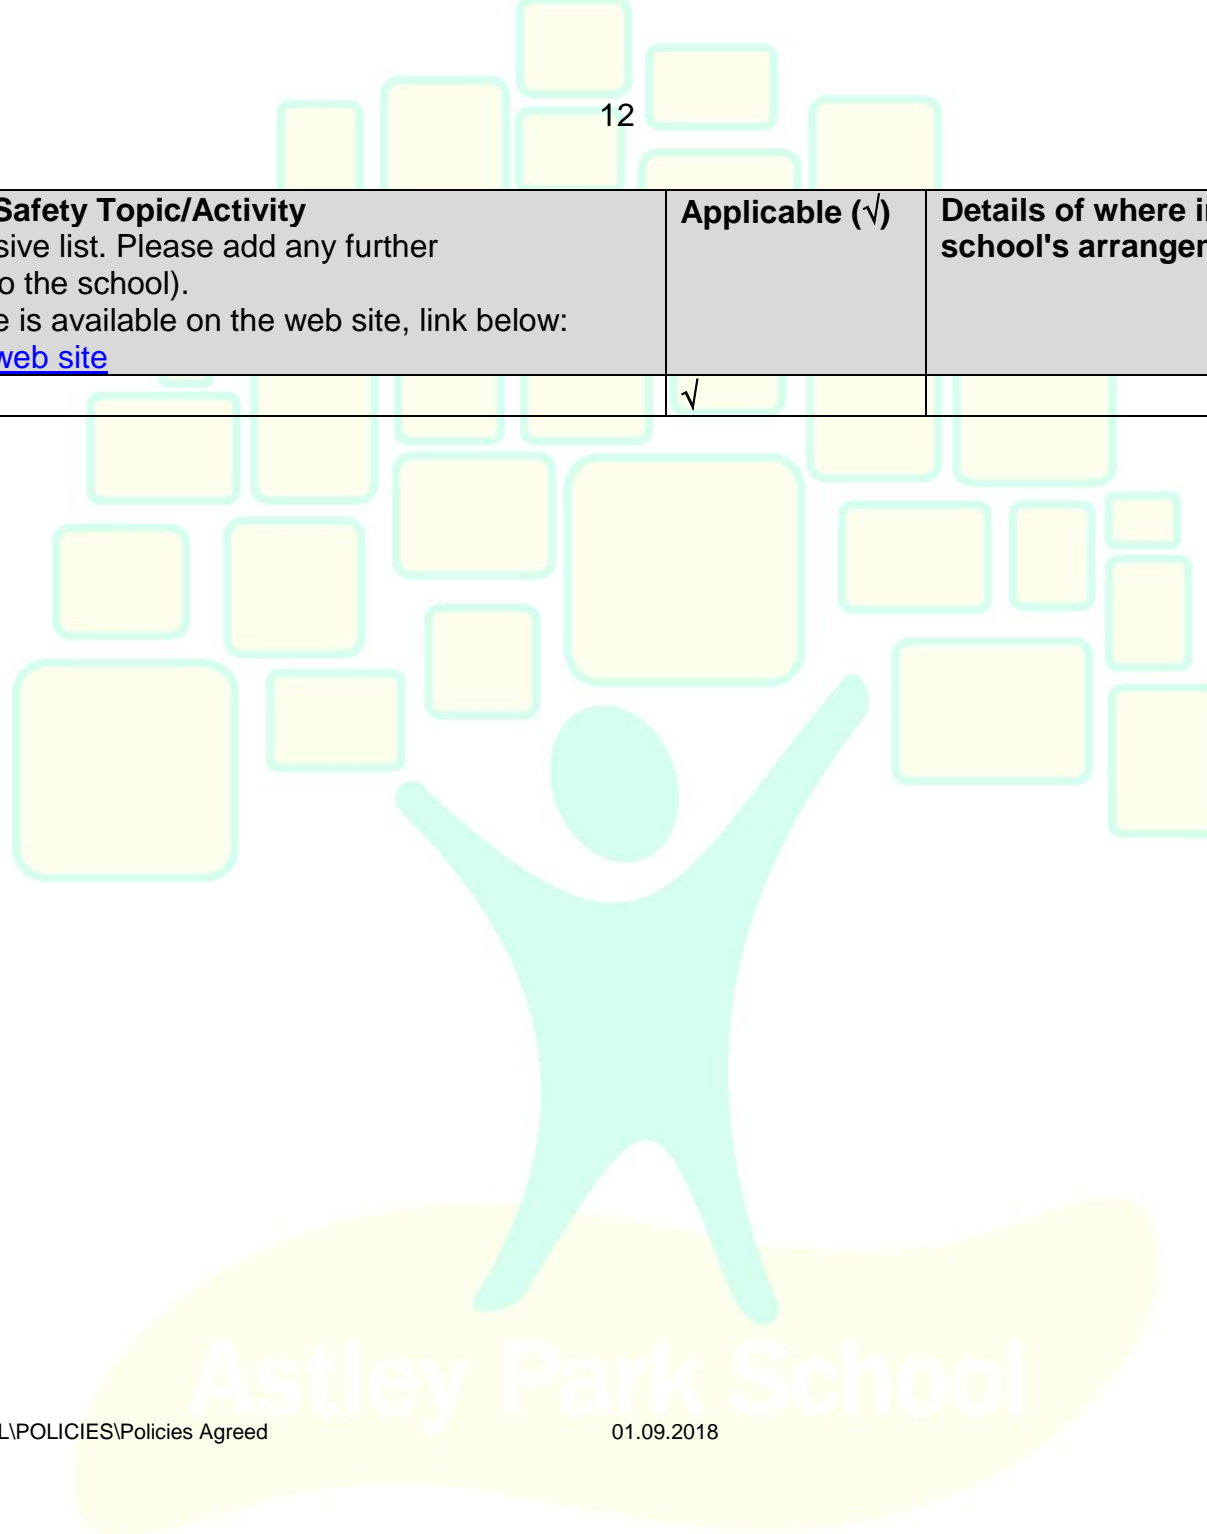 12
Safety Topic/Activity
sive list. Please add any further
o the school).
e is available on the web site, link below:
web site
Applicable (√)
Details of where i
school's arrange
√
Astley Park School
L\POLICIES\Policies Agreed 01.09.2018